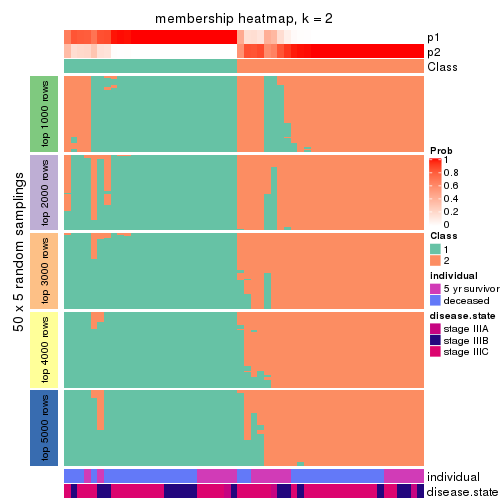 membership heatmap, k = 2
p1
p2
Class
50 x 5 random samplings
top 1000 rows
top 2000 rows
top 3000 rows
top 4000 rows
top 5000 rows
Prob
1
0.8
0.6
0.4
0.2
0
Class
1
2
individual
5 yr survivor
deceased
disease.state
stage IIIA
stage IIIB
stage IIIC
individual
disease.state